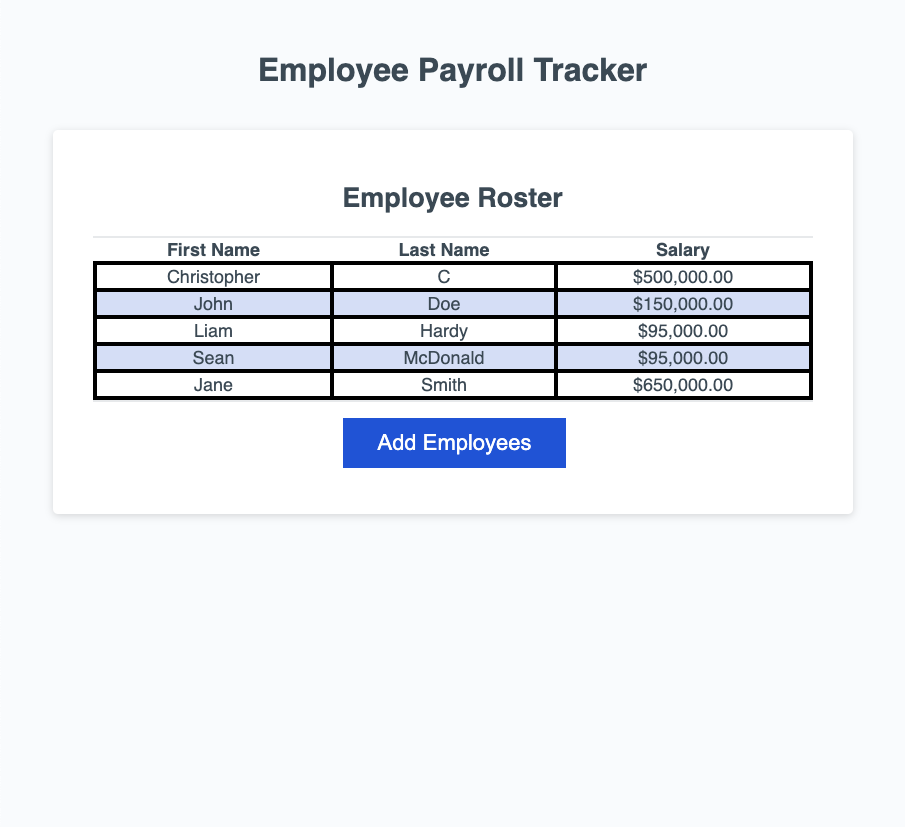 Employee Payroll Tracker
Employee Roster
First Name Last Name Salary
Christopher C $500,000.00
John Doe $150,000.00
Liam Hardy $95,000.00
Sean McDonald $95,000.00
Jane Smith $650,000.00
Add Employees